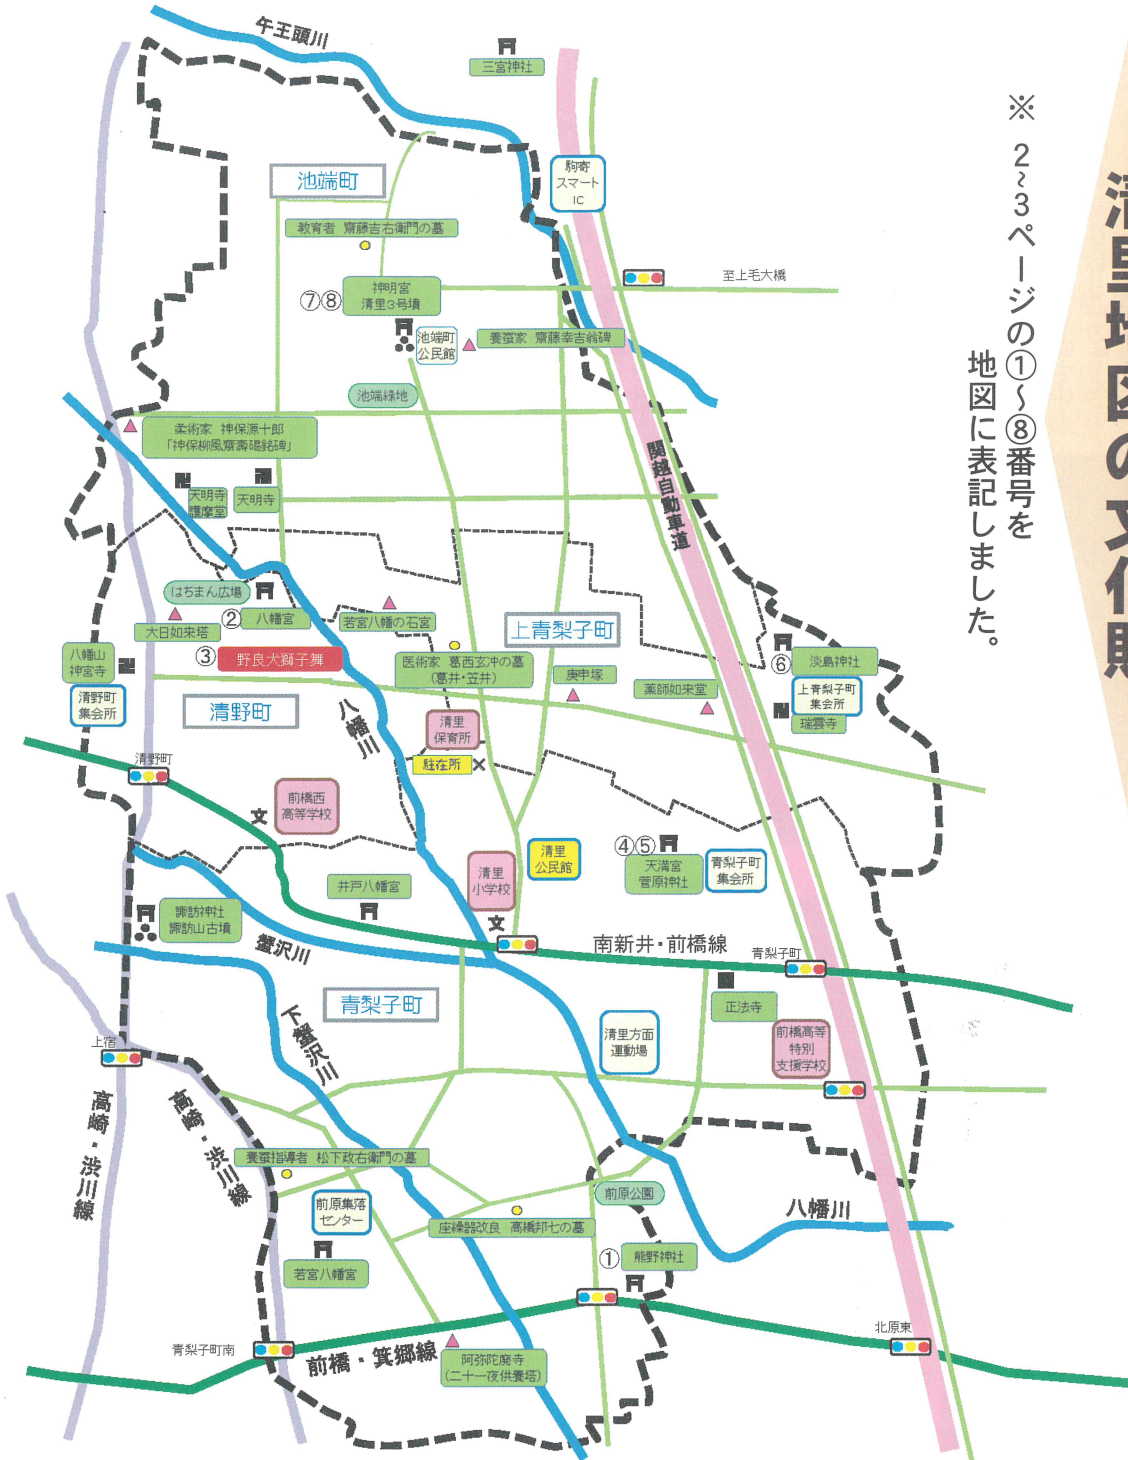 清里地区の文化財
※ 2~3ページの①~⑧番号を
地図に表記しました。
午王頭川
三宮神社
駒寄
スマート
IC
池端町
教育者 齋藤吉右衛門の墓
至上毛大橋
⑦⑧
神明宮
清里3号墳
池端町
公民館
養蚕家 齋藤幸吉翁碑
池端緑地
柔術家 神保源十郎
「神保柳風齋壽碣銘碑」
関越自動車道
天明寺
護摩堂
天明寺
はちまん広場
②
八幡宮
若宮八幡の石宮
上青梨子町
大日如来塔
③
野良犬獅子舞
医術家 葛西玄冲の墓
(葛井・笠井)
庚申塚
薬師如来堂
⑥
淡島神社
上青梨子町
集会所
瑞雲寺
八幡山
神宮寺
清野町
集会所
清野町
八幡川
清里
保育所
駐在所
清野町
前橋西
高等学校
文
清里
公民館
清里
小学校
文
④⑤
天満宮
菅原神社
青梨子町
集会所
井戸八幡宮
諏訪神社
諏訪山古墳
蟹沢川
南新井・前橋線
青梨子町
正法寺
青梨子町
下蟹沢川
清里方面
運動場
前橋高等
特別
支援学校
上宿
高崎・渋川線
高崎・渋川線
養蚕指導者 松下政右衛門の墓
前原集落
センター
座繰器改良 高橋邦七の墓
前原公園
八幡川
若宮八幡宮
①
熊野神社
北原東
青梨子町南
前橋・箕郷線
阿弥陀廃寺
(二十一夜供養塔)